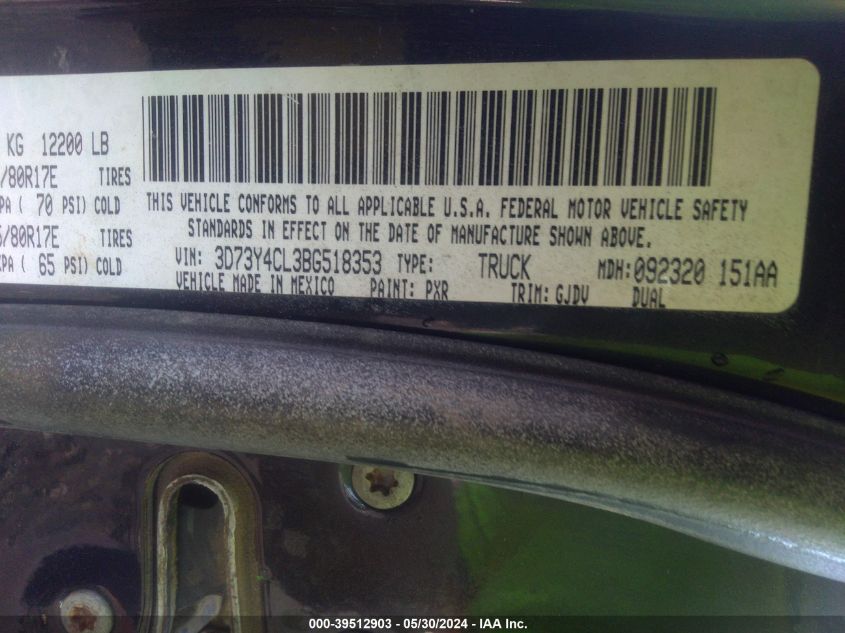 KG 12200 LB
/80R17E TIRES
PA ( 70 PSI) COLD
/80R17E TIRES
PA ( 65 PSI) COLD
THIS VEHICLE CONFORMS TO ALL APPLICABLE U.S.A. FEDERAL MOTOR VEHICLE SAFETY
STANDARDS IN EFFECT ON THE DATE OF MANUFACTURE SHOWN ABOVE.
VIN: 3D73Y4CL3BG518353 TYPE: TRUCK MDH: 092320 151AA
VEHICLE MADE IN MEXICO PAINT: PXR TRIM: GJDV DUAL
000-39512903 - 05/30/2024 - IAA Inc.